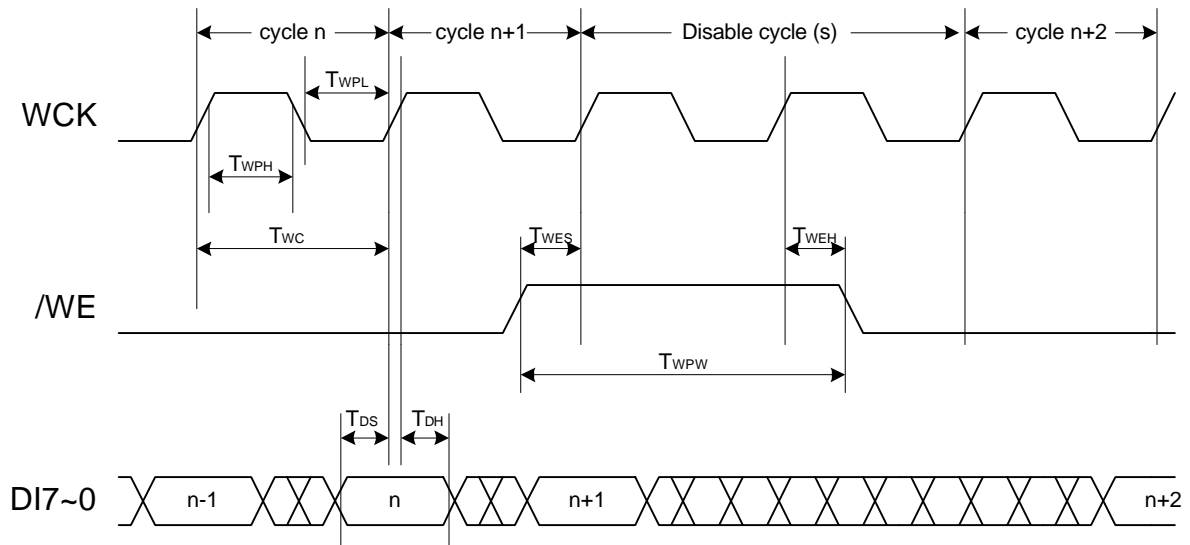 cycle n
cycle n+1
Disable cycle (s)
cycle n+2
TWPL
WCK
TWPH
TWC
TWES
TWEH
/WE
TWPW
TDS
TDH
DI7~0
n-1
n
n+1
n+2